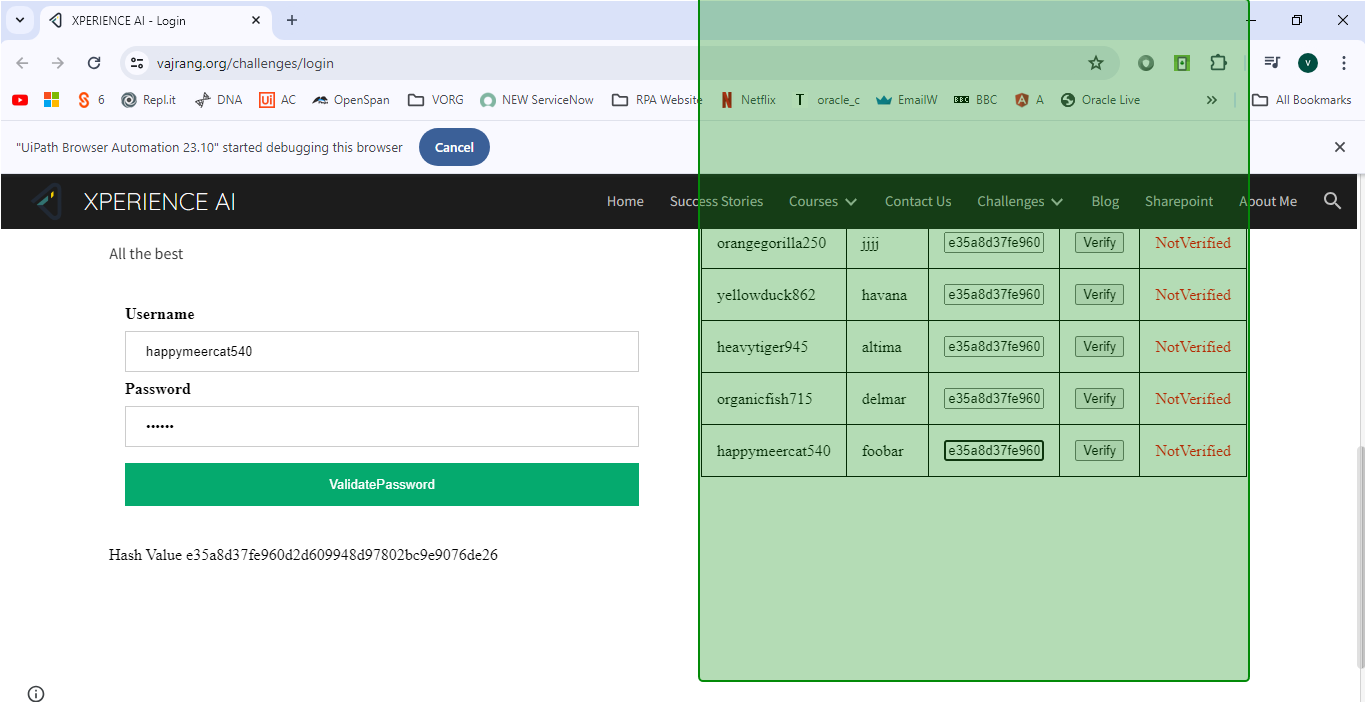 XPERIENCE AI - Login
vajrang.org/challenges/login
V
6 Repl.it DNA Ui AC OpenSpan VORG NEW ServiceNow RPA Website N Netflix T oracle_c EmailW BBC BBC A A Oracle Live » All Bookmarks
"UiPath Browser Automation 23.10" started debugging this browser Cancel
XPERIENCE AI Home Success Stories Courses Contact Us Challenges Blog Sharepoint About Me
All the best
Username
happymeercat540
Password
••••••
ValidatePassword
Hash Value e35a8d37fe960d2d609948d97802bc9e9076de26
orangegorilla250 jjjj e35a8d37fe960 Verify NotVerified
yellowduck862 havana e35a8d37fe960 Verify NotVerified
heavytiger945 altima e35a8d37fe960 Verify NotVerified
organicfish715 delmar e35a8d37fe960 Verify NotVerified
happymeercat540 foobar e35a8d37fe960 Verify NotVerified